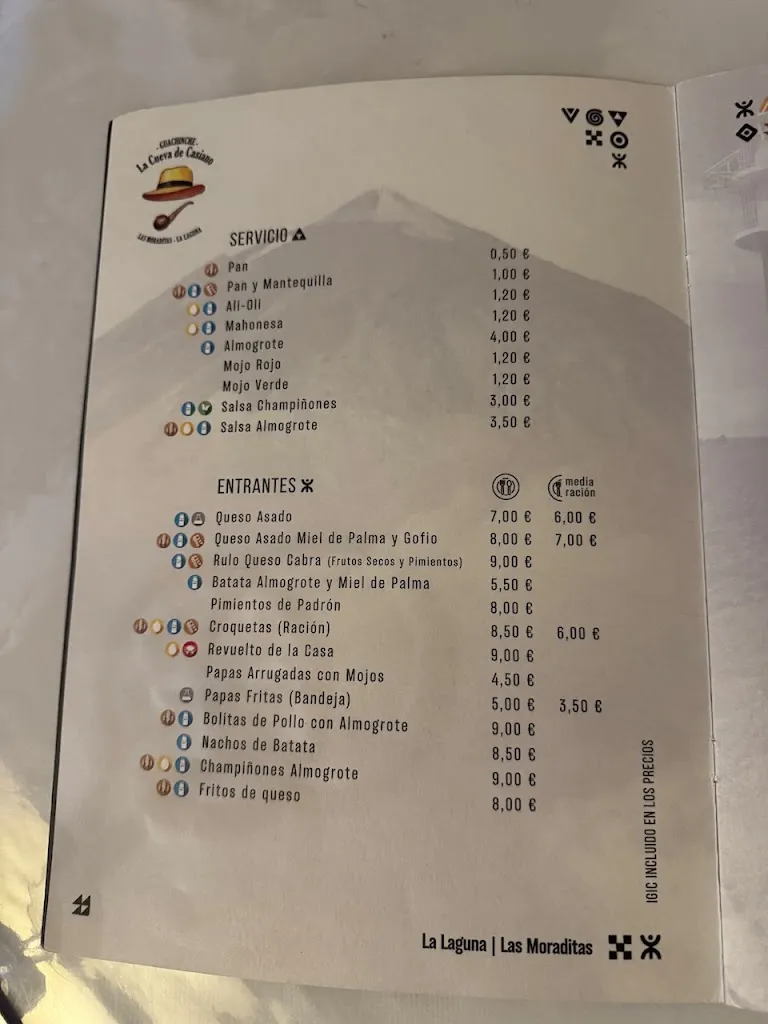 - GUACHINCHE -
La Cueva de Casiano
LAS MORADITAS - LA LAGUNA
SERVICIO
Pan 0,50 €
Pan y Mantequilla 1,00 €
Ali-Oli 1,20 €
Mahonesa 1,20 €
Almogrote 4,00 €
Mojo Rojo 1,20 €
Mojo Verde 1,20 €
Salsa Champiñones 3,00 €
Salsa Almogrote 3,50 €
ENTRANTES media ración
Queso Asado 7,00 € 6,00 €
Queso Asado Miel de Palma y Gofio 8,00 € 7,00 €
Rulo Queso Cabra (Frutos Secos y Pimientos) 9,00 €
Batata Almogrote y Miel de Palma 5,50 €
Pimientos de Padrón 8,00 €
Croquetas (Ración) 8,50 € 6,00 €
Revuelto de la Casa 9,00 €
Papas Arrugadas con Mojos 4,50 €
Papas Fritas (Bandeja) 5,00 € 3,50 €
Bolitas de Pollo con Almogrote 9,00 €
Nachos de Batata 8,50 €
Champiñones Almogrote 9,00 €
Fritos de queso 8,00 €
IGIC INCLUIDO EN LOS PRECIOS
La Laguna | Las Moraditas